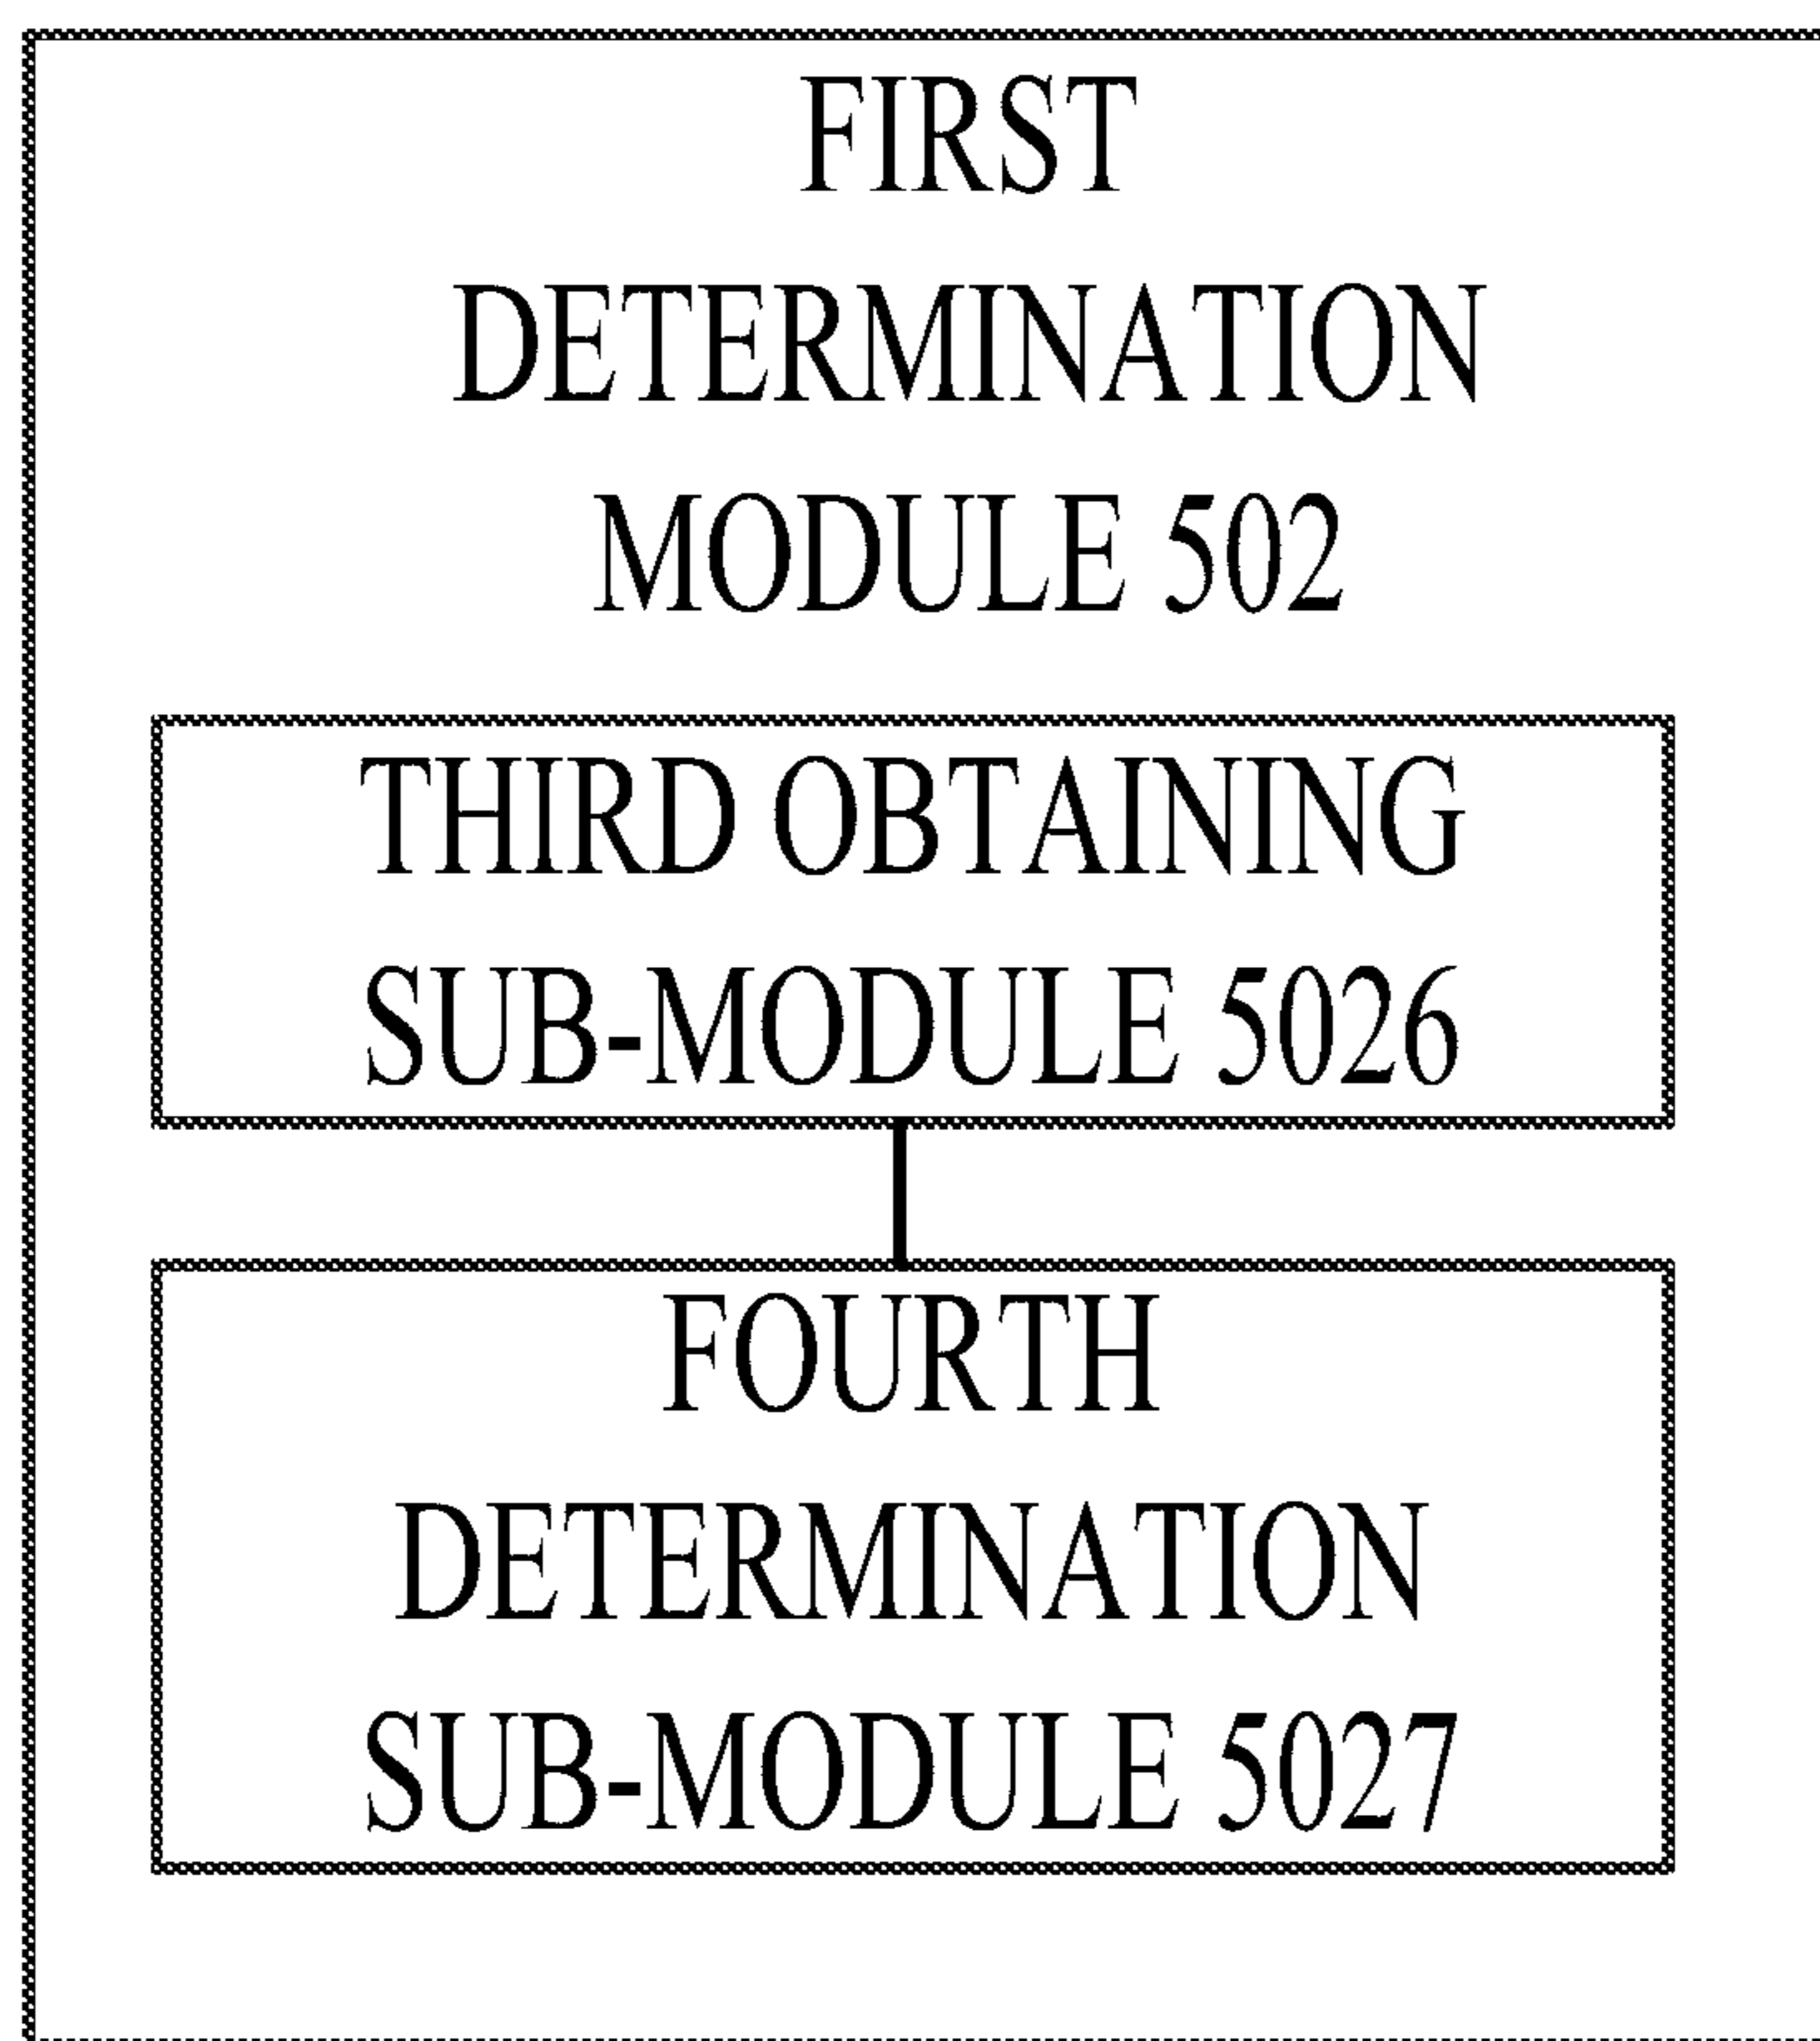 FIRST
DETERMINATION
MODULE 502
THIRD OBTAINING
SUB-MODULE 5026
FOURTH
DETERMINATION
SUB-MODULE 5027